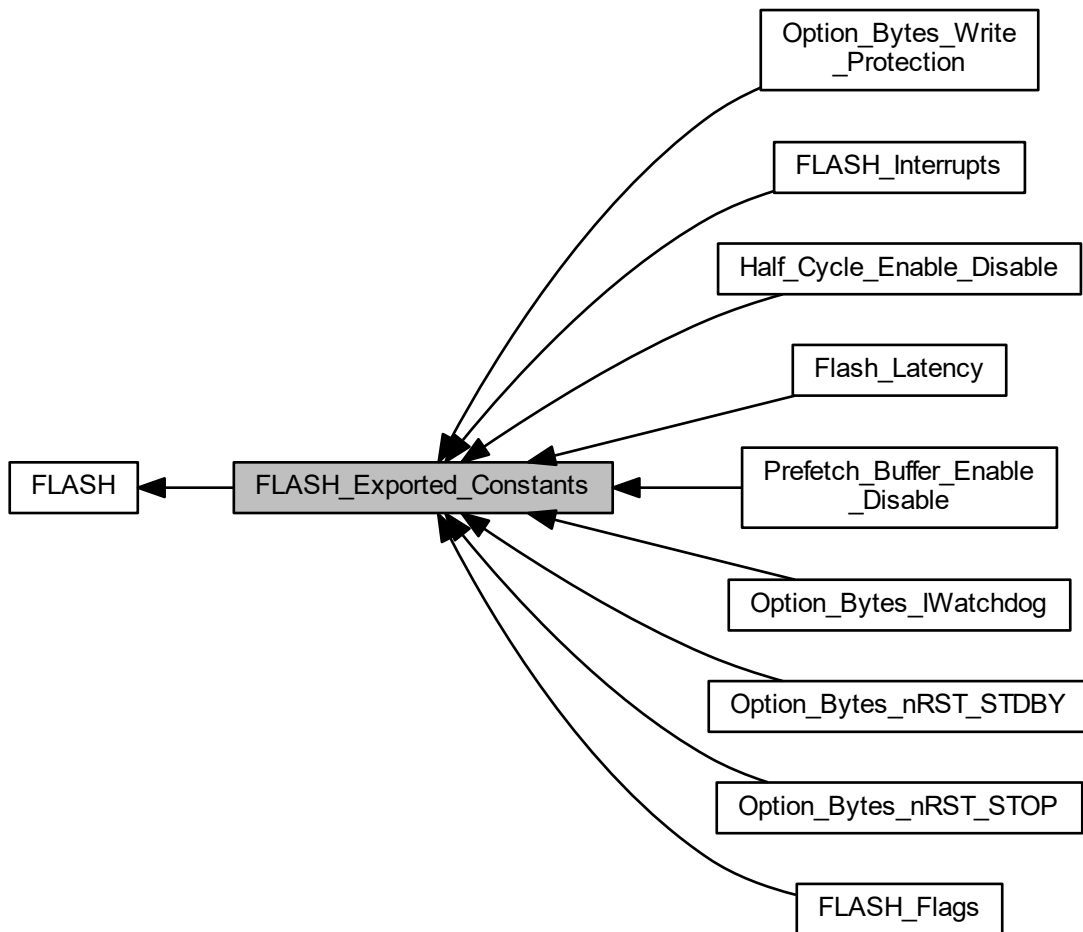 Option_Bytes_Write
_Protection
FLASH_Interrupts
Half_Cycle_Enable_Disable
Flash_Latency
FLASH
FLASH_Exported_Constants
Prefetch_Buffer_Enable
_Disable
Option_Bytes_IWatchdog
Option_Bytes_nRST_STDBY
Option_Bytes_nRST_STOP
FLASH_Flags